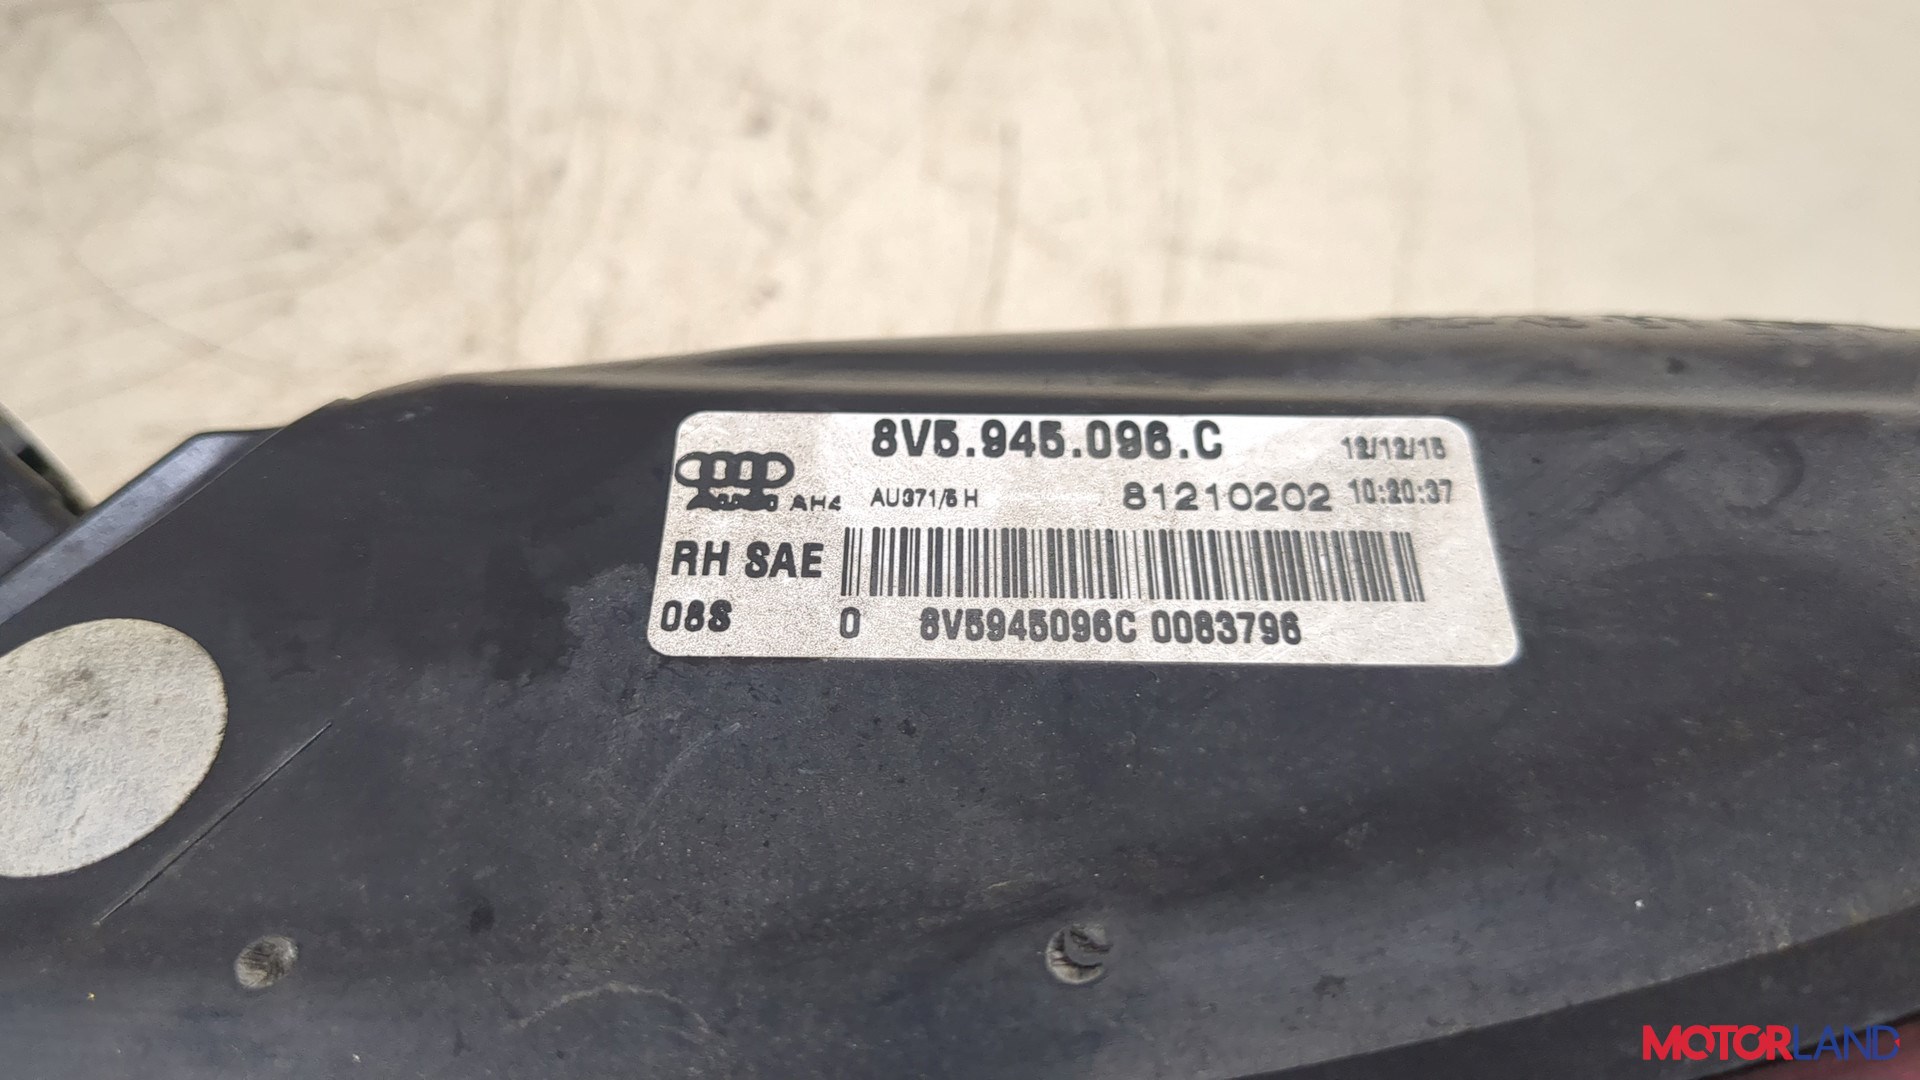 8V5.945.096.C
12/12/15
AH4 AU371/5 H 81210202 10:20:37
RH SAE
08S 0 8V5945096C 0083796
MOTORLAND